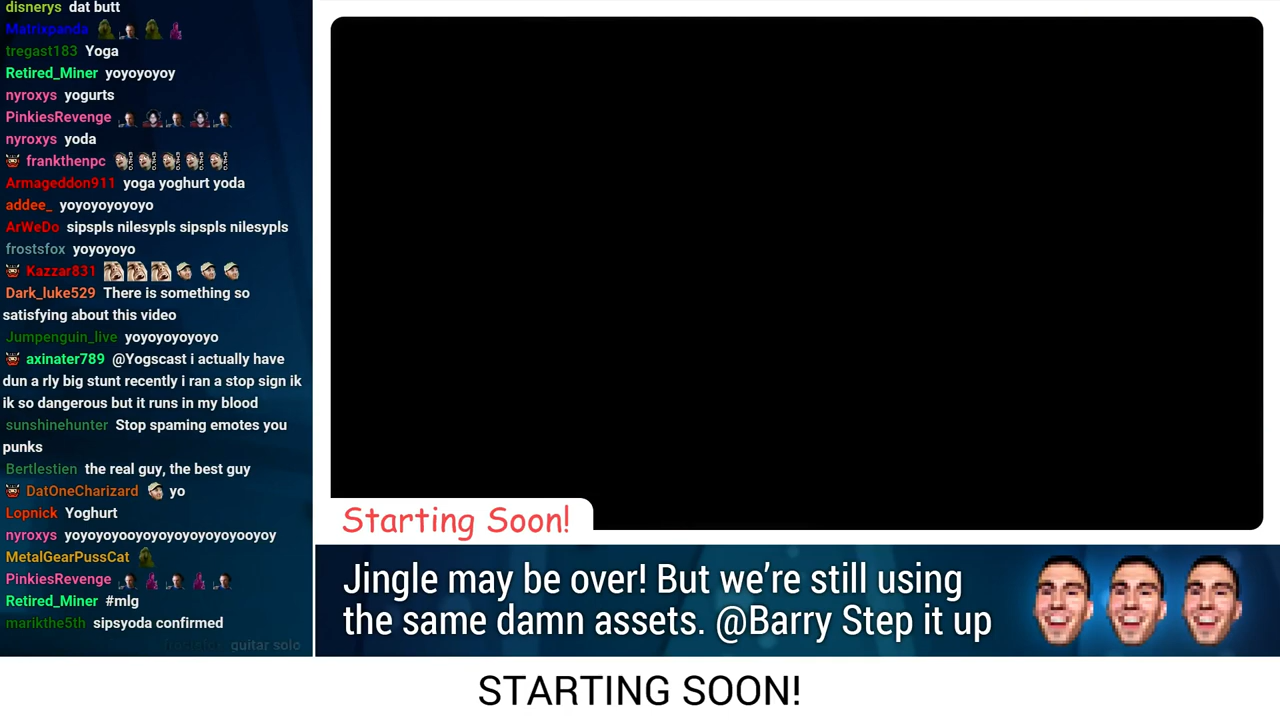 disnerys dat butt
Matrixpanda
tregast183 Yoga
Retired_Miner yoyoyoyoy
nyroxys yogurts
PinkiesRevenge
nyroxys yoda
frankthenpc
Armageddon911 yoga yoghurt yoda
addee_ yoyoyoyoyoyo
ArWeDo sipspls nilesypls sipspls nilesypls
frostsfox yoyoyoyo
Kazzar831
Dark_luke529 There is something so
satisfying about this video
Jumpenguin_live yoyoyoyoyoyo
axinater789 @Yogscast i actually have
dun a rly big stunt recently i ran a stop sign ik
ik so dangerous but it runs in my blood
sunshinehunter Stop spaming emotes you
punks
Bertlestien the real guy, the best guy
DatOneCharizard yo
Lopnick Yoghurt
nyroxys yoyoyoyooyoyoyoyoyoyoyooyoy
MetalGearPussCat
PinkiesRevenge
Retired_Miner #mlg
marikthe5th sipsyoda confirmed
guitar solo
Starting Soon!
Jingle may be over! But we’re still using
the same damn assets. @Barry Step it up
STARTING SOON!